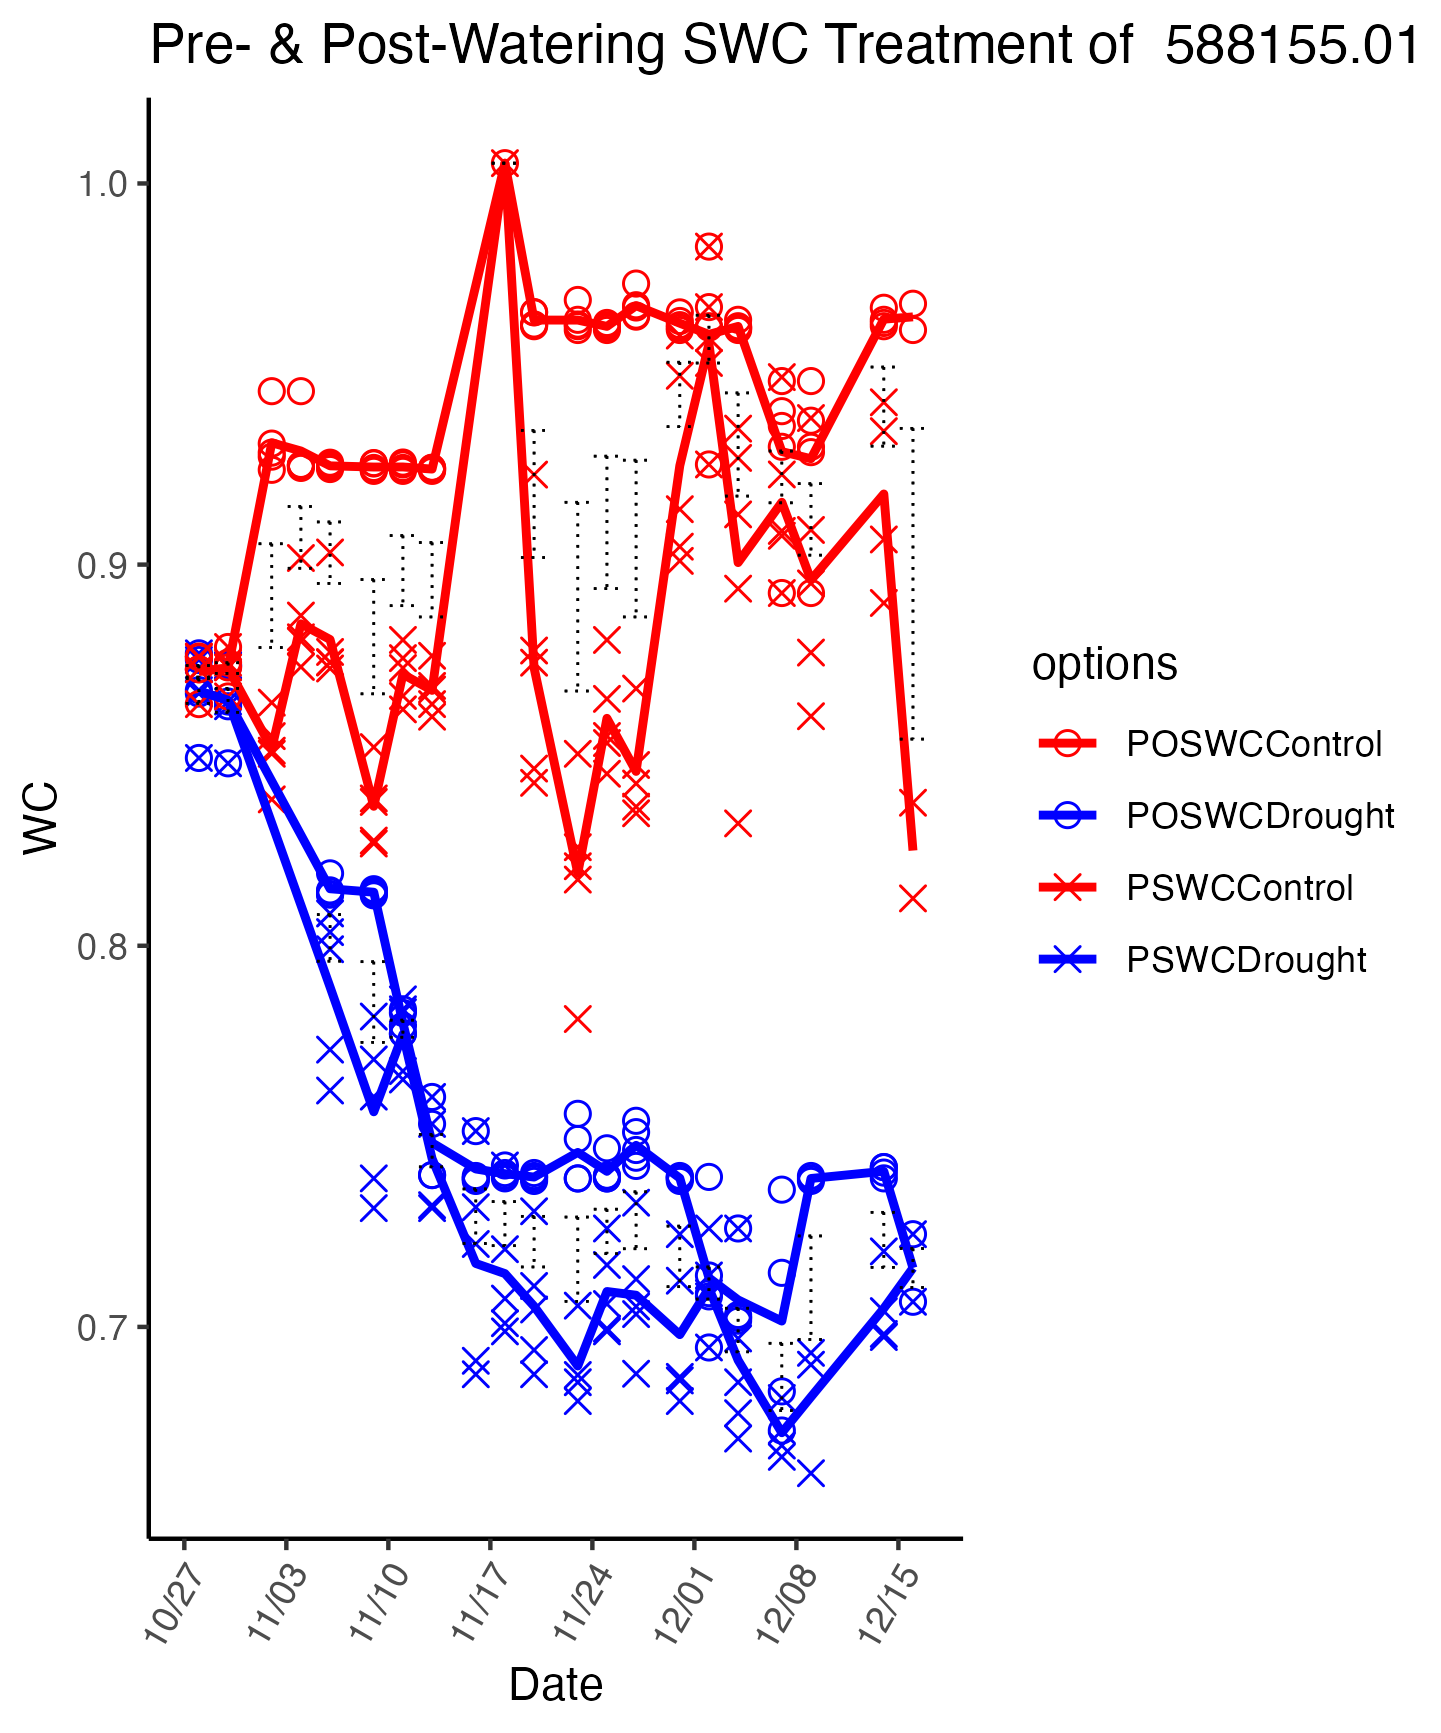 Pre- & Post-Watering SWC Treatment of  588155.01
1.0
0.9
0.8
0.7
WC
10/27
11/03
11/10
11/17
11/24
12/01
12/08
12/15
Date
options
POSWCControl
POSWCDrought
PSWCControl
PSWCDrought